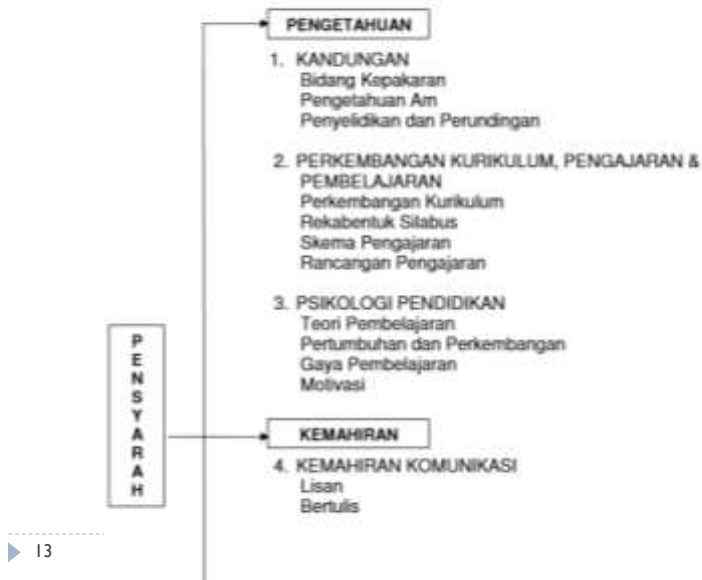 PENGETAHUAN
1. KANDUNGAN
Bidang Kepakaran
Pengetahuan Am
Penyelidikan dan Perundingan
2. PERKEMBANGAN KURIKULUM, PENGAJARAN &
PEMBELAJARAN
Perkembangan Kurikulum
Rekabentuk Silabus
Skema Pengajaran
Rancangan Pengajaran
3. PSIKOLOGI PENDIDIKAN
Teori Pembelajaran
Pertumbuhan dan Perkembangan
Gaya Pembelajaran
Motivasi
PENSYARAH
KEMAHIRAN
4. KEMAHIRAN KOMUNIKASI
Lisan
Bertulis
13